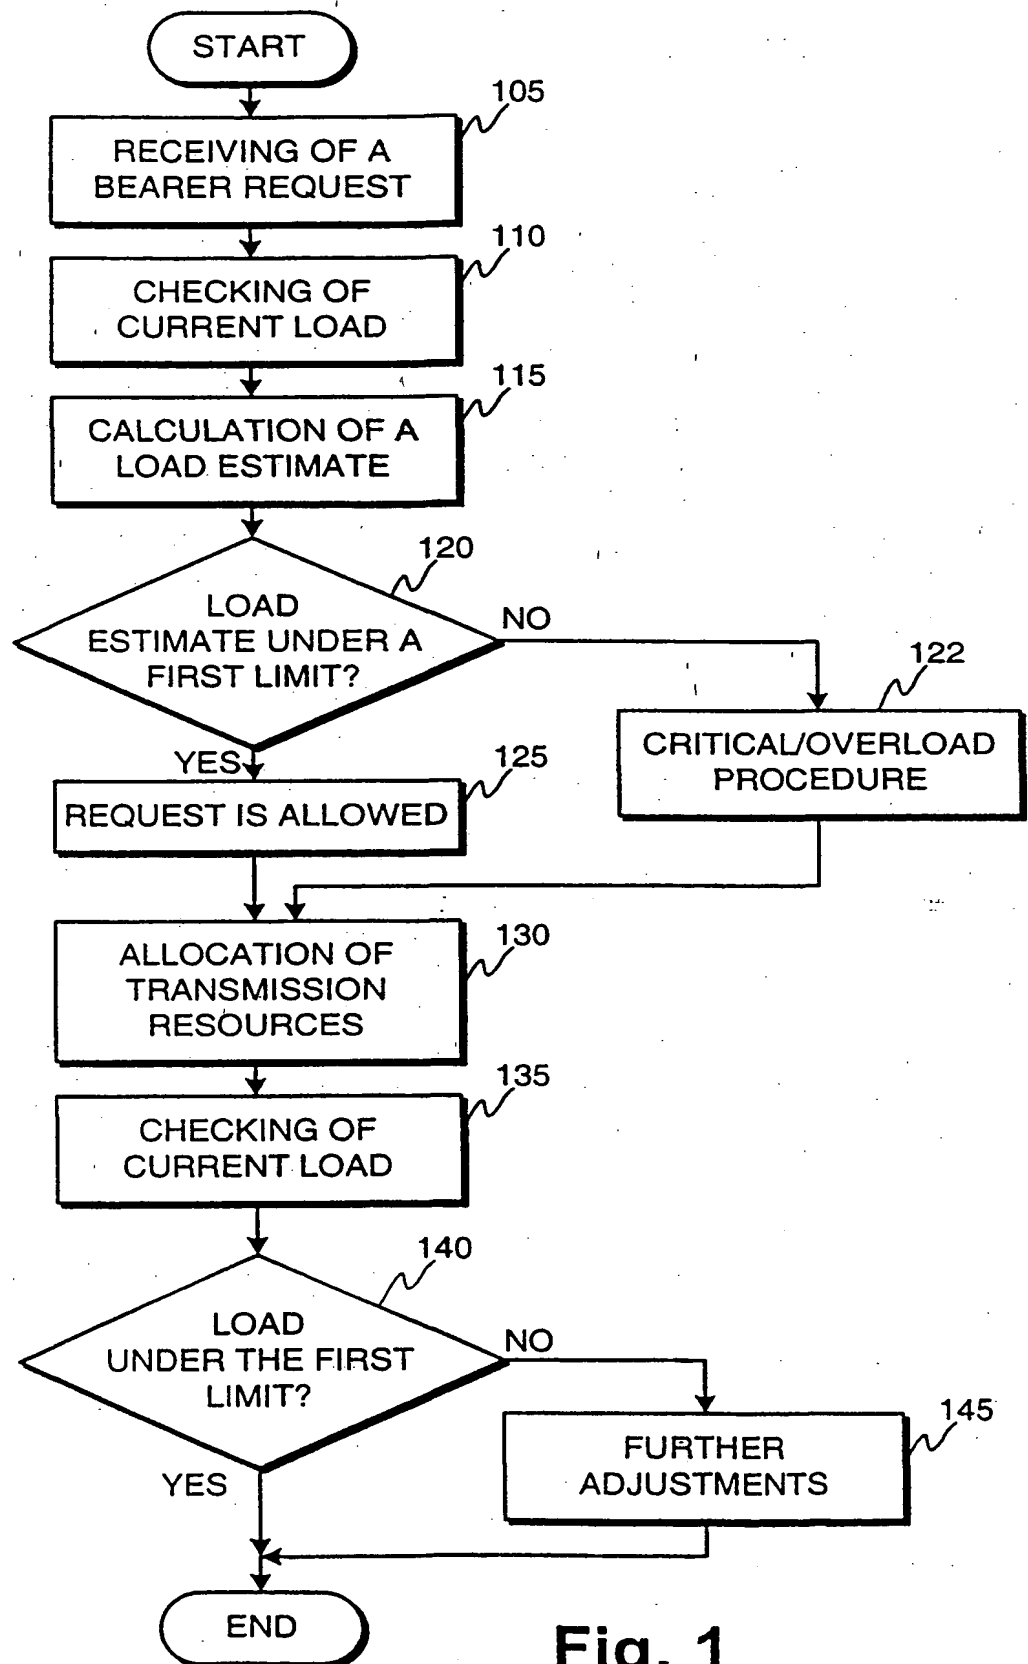 START
105
RECEIVING OF A
BEARER REQUEST
110
CHECKING OF
CURRENT LOAD
115
CALCULATION OF A
LOAD ESTIMATE
120
LOAD
ESTIMATE UNDER A
FIRST LIMIT?
NO
122
CRITICAL/OVERLOAD
PROCEDURE
YES
125
REQUEST IS ALLOWED
130
ALLOCATION OF
TRANSMISSION
RESOURCES
135
CHECKING OF
CURRENT LOAD
140
LOAD
UNDER THE FIRST
LIMIT?
NO
145
FURTHER
ADJUSTMENTS
YES
END
Fig. 1